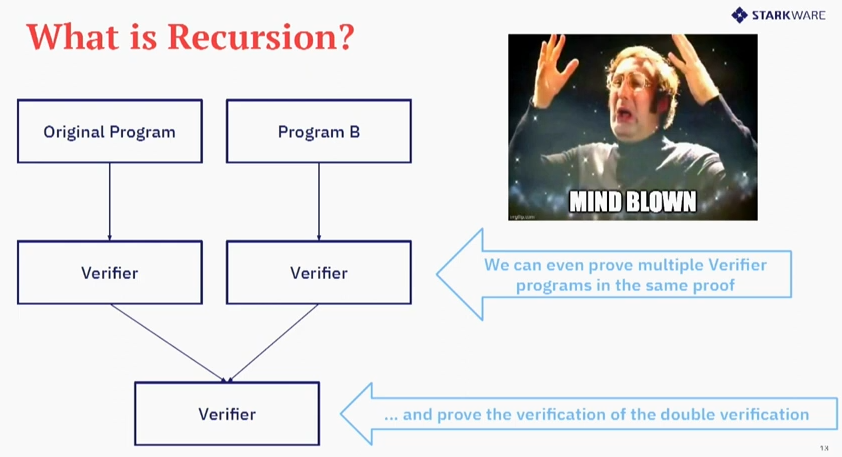 What is Recursion?
STARKWARE
Original Program
Program B
MIND BLOWN
imgflip.com
Verifier
Verifier
We can even prove multiple Verifier
programs in the same proof
Verifier
... and prove the verification of the double verification
13